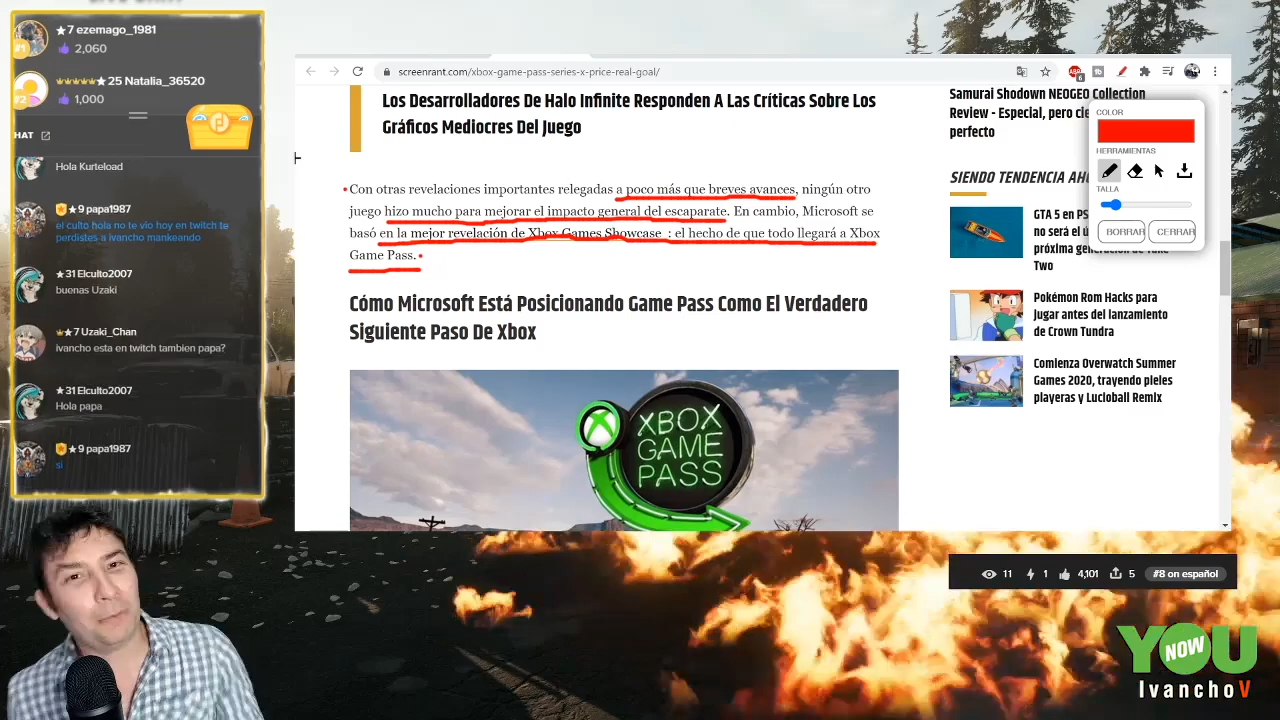 ★7 ezemago_1981
#1
2,060
★25 Natalia_36520
#2
1,000
HAT
Hola Kurteload
★9 papa1987
el culto hola no te vio hoy en twitch te
perdistes a ivancho mankeando
★31 Elculto2007
buenas Uzaki
★7 Uzaki_Chan
ivancho esta en twitch tambien papa?
★31 Elculto2007
Hola papa
★9 papa1987
si
screenrant.com/xbox-game-pass-series-x-price-real-goal/
ABP
6
Los Desarrolladores De Halo Infinite Responden A Las Críticas Sobre Los
Gráficos Mediocres Del Juego
Con otras revelaciones importantes relegadas a poco más que breves avances, ningún otro
juego hizo mucho para mejorar el impacto general del escaparate. En cambio, Microsoft se
basó en la mejor revelación de Xbox Games Showcase : el hecho de que todo llegará a Xbox
Game Pass.
Cómo Microsoft Está Posicionando Game Pass Como El Verdadero
Siguiente Paso De Xbox
XBOX
GAME
PASS
Samurai Shodown NEOGEO Collection
Review - Especial, pero cie
perfecto
COLOR
HERRAMIENTAS
TALLA
BORRAR
CERRAR
SIENDO TENDENCIA AHO
GTA 5 en PS
no será el ú
próxima generación de Take
Two
Pokémon Rom Hacks para
Jugar antes del lanzamiento
de Crown Tundra
Comienza Overwatch Summer
Games 2020, trayendo pieles
playeras y Lucioball Remix
11
1
4,101
5
#8 on español
YOU
NOW
IvanchoV